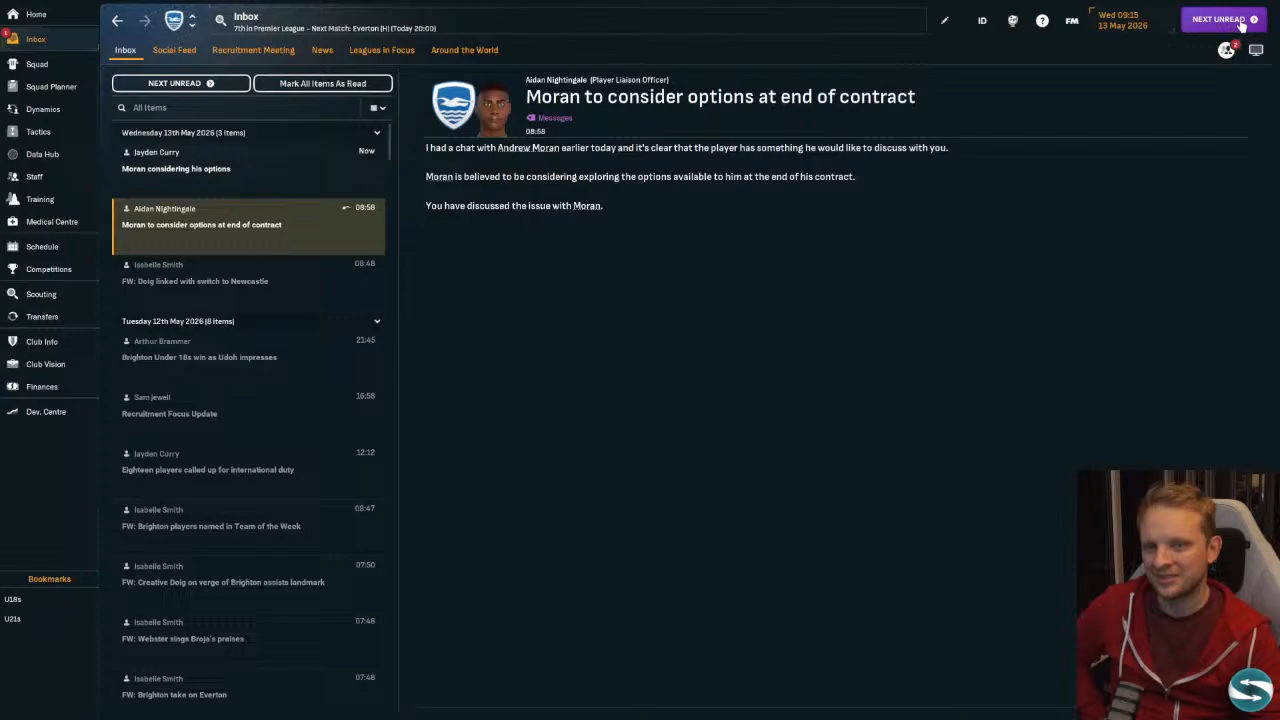 Home
1
Inbox
Squad
Squad Planner
Dynamics
Tactics
Data Hub
Staff
Training
Medical Centre
Schedule
Competitions
Scouting
Transfers
Club Info
Club Vision
Finances
Dev. Centre
Bookmarks
U18s
U21s
Inbox
7th in Premier League - Next Match: Everton (H) (Today 20:00)
ID
?
FM
Wed 09:15
13 May 2026
NEXT UNREAD
2
Inbox
Social Feed
Recruitment Meeting
News
Leagues in Focus
Around the World
NEXT UNREAD
Mark All Items As Read
All Items
Wednesday 13th May 2026 (3 items)
Jayden Curry
Now
Moran considering his options
Aidan Nightingale
08:58
Moran to consider options at end of contract
Isabelle Smith
08:48
FW: Doig linked with switch to Newcastle
Tuesday 12th May 2026 (8 items)
Arthur Brammer
21:45
Brighton Under 18s win as Udoh impresses
Sam Jewell
16:58
Recruitment Focus Update
Jayden Curry
12:12
Eighteen players called up for international duty
Isabelle Smith
08:47
FW: Brighton players named in Team of the Week
Isabelle Smith
07:50
FW: Creative Doig on verge of Brighton assists landmark
Isabelle Smith
07:48
FW: Webster sings Broja's praises
Isabelle Smith
07:48
FW: Brighton take on Everton
Aidan Nightingale (Player Liaison Officer)
Moran to consider options at end of contract
Messages
08:58
I had a chat with Andrew Moran earlier today and it's clear that the player has something he would like to discuss with you.
Moran is believed to be considering exploring the options available to him at the end of his contract.
You have discussed the issue with Moran.